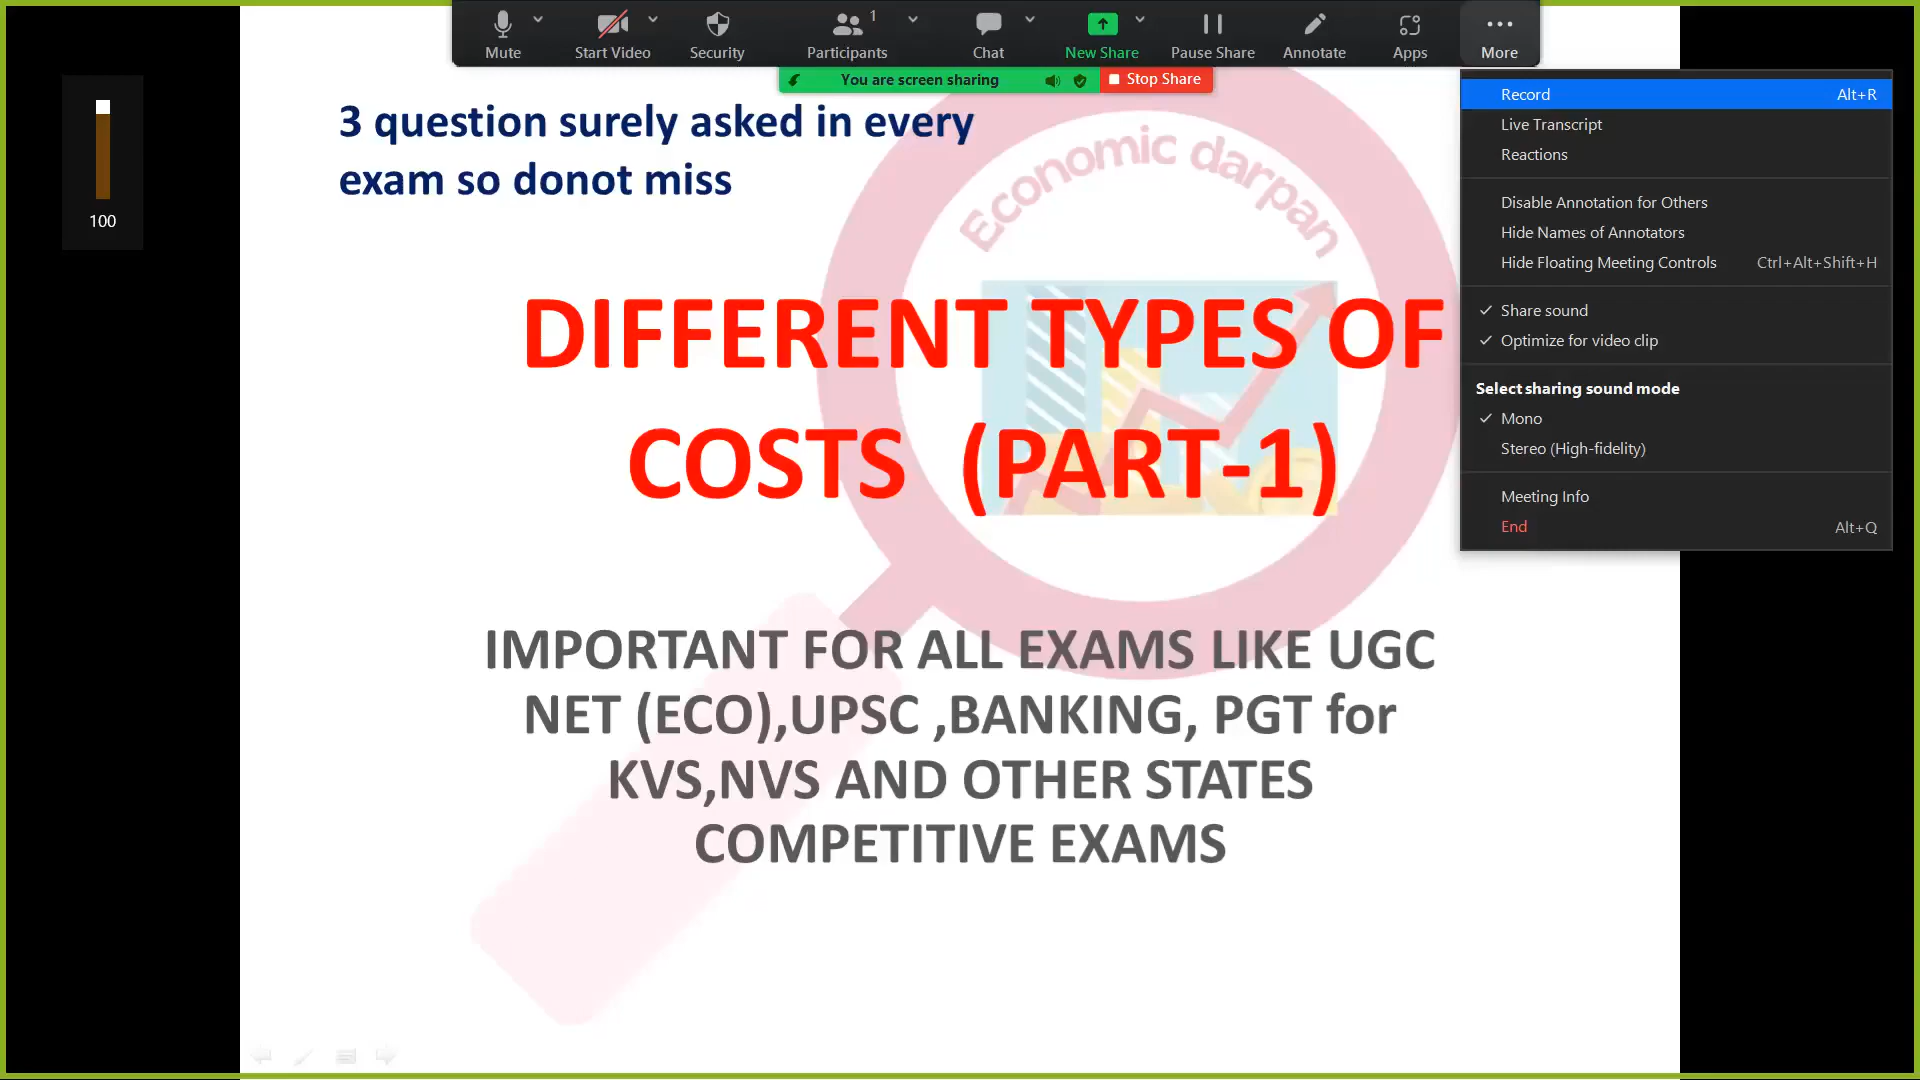 Mute
Start Video
Security
Participants
1
Chat
New Share
Pause Share
Annotate
Apps
More
You are screen sharing
Stop Share
Record Alt+R
Live Transcript
Reactions
Disable Annotation for Others
Hide Names of Annotators
Hide Floating Meeting Controls Ctrl+Alt+Shift+H
Share sound
Optimize for video clip
Select sharing sound mode
Mono
Stereo (High-fidelity)
Meeting Info
End Alt+Q
100
3 question surely asked in every
exam so donot miss
Economic darpan
DIFFERENT TYPES OF
COSTS (PART-1)
IMPORTANT FOR ALL EXAMS LIKE UGC
NET (ECO),UPSC ,BANKING, PGT for
KVS,NVS AND OTHER STATES
COMPETITIVE EXAMS